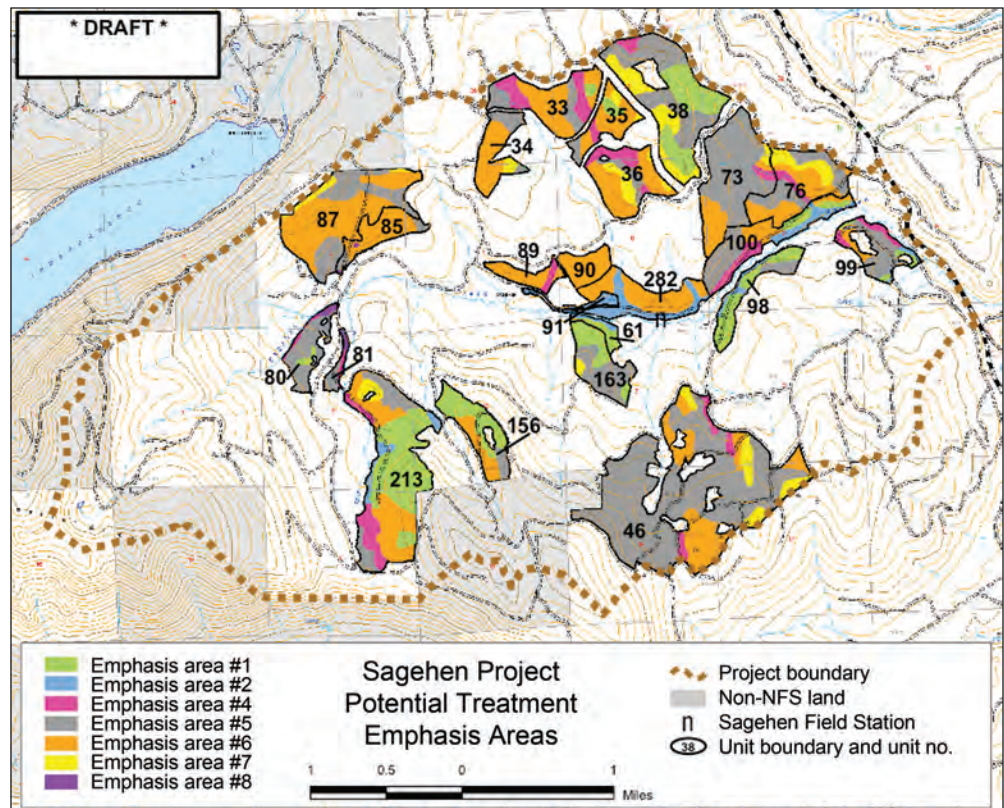 * DRAFT *
33
35
38
34
36
73
76
87
85
100
89
90
282
99
98
91
n
61
80
81
163
156
213
46
Emphasis area #1
Emphasis area #2
Emphasis area #4
Emphasis area #5
Emphasis area #6
Emphasis area #7
Emphasis area #8
Sagehen Project
Potential Treatment
Emphasis Areas
1 0.5 0 1
Miles
Project boundary
Non-NFS land
n Sagehen Field Station
38 Unit boundary and unit no.